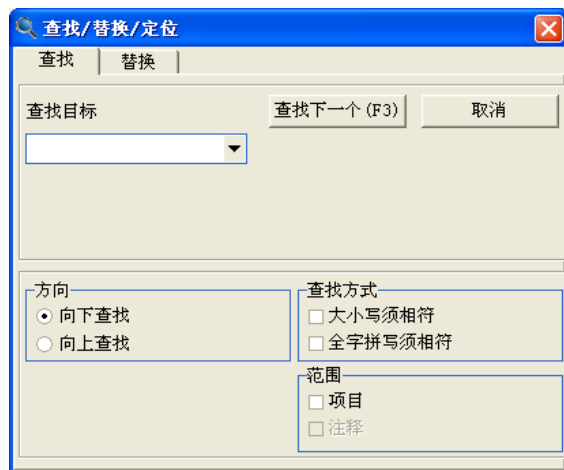 查找/替换/定位
查找 替换
查找目标 查找下一个(F3) 取消
方向 查找方式
向下查找 大小写须相符
向上查找 全字拼写须相符
范围
项目
注释